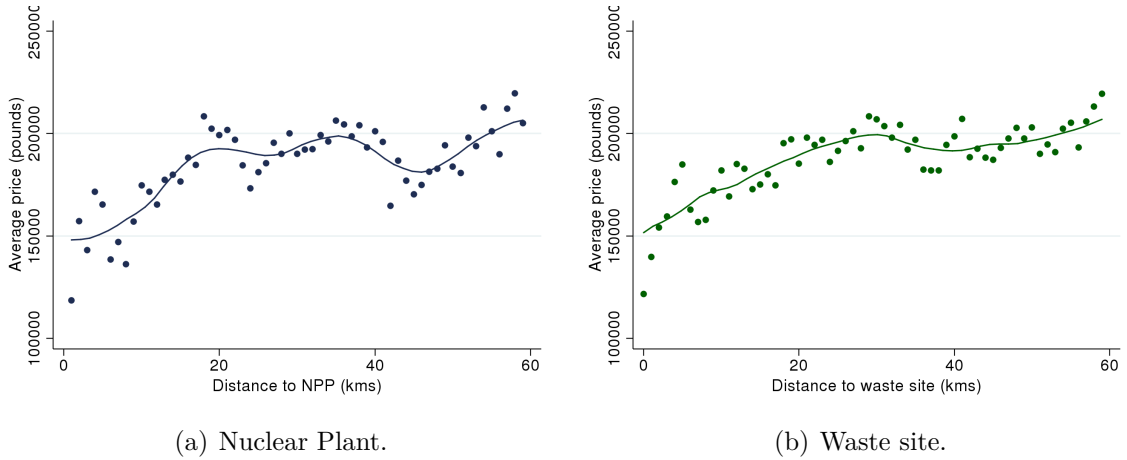 250000
200000
150000
100000
Average price (pounds)
0 20 40 60
Distance to NPP (kms)
(a) Nuclear Plant.
250000
200000
150000
100000
Average price (pounds)
0 20 40 60
Distance to waste site (kms)
(b) Waste site.